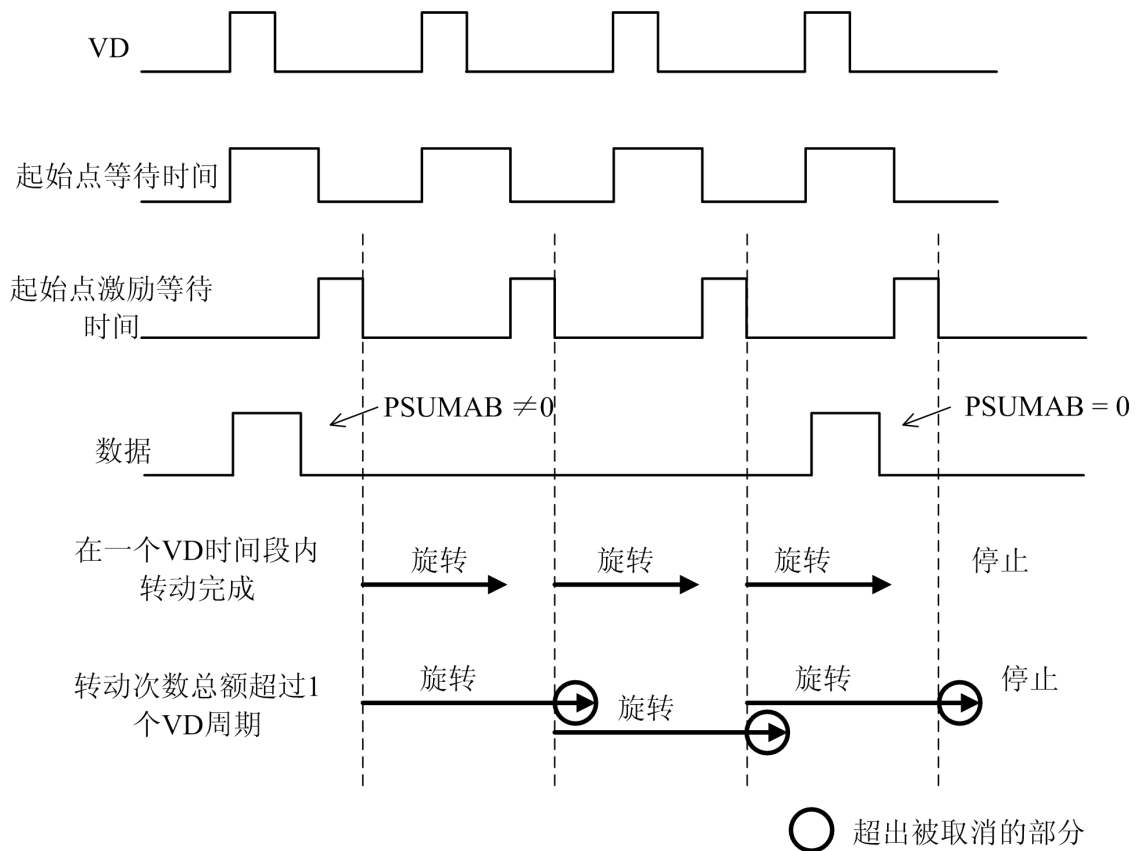 VD
起始点等待时间
起始点激励等待
时间
PSUMAB ≠0
PSUMAB = 0
数据
在一个VD时间段内
转动完成
旋转
旋转
旋转
停止
转动次数总额超过1
个VD周期
旋转
旋转
旋转
停止
超出被取消的部分